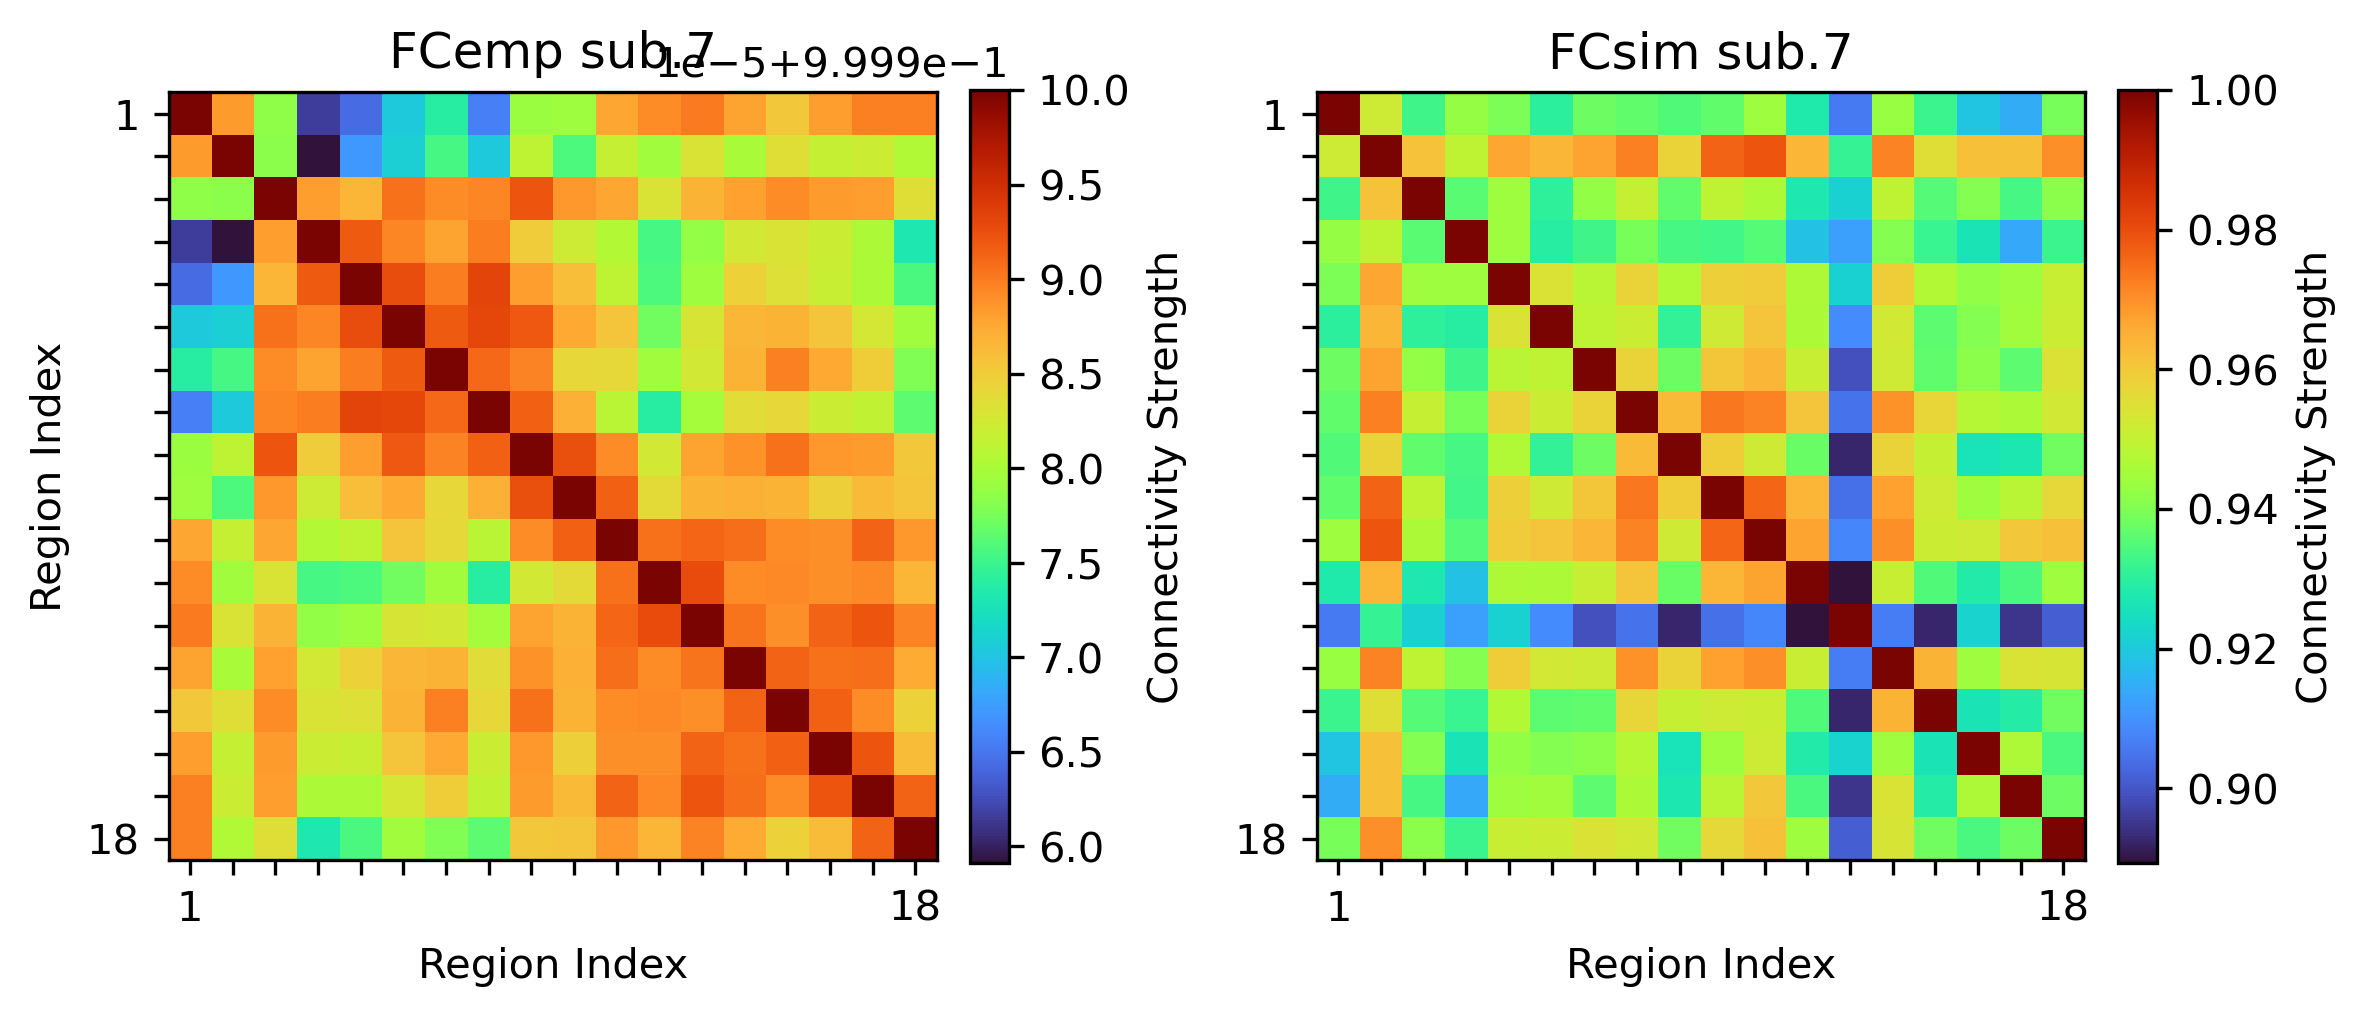 FCemp sub.7
1e−5+9.999e−1
1
18
1
18
Region Index
Region Index
10.0
9.5
9.0
8.5
8.0
7.5
7.0
6.5
6.0
Connectivity Strength
FCsim sub.7
1
18
1
18
Region Index
1.00
0.98
0.96
0.94
0.92
0.90
Connectivity Strength